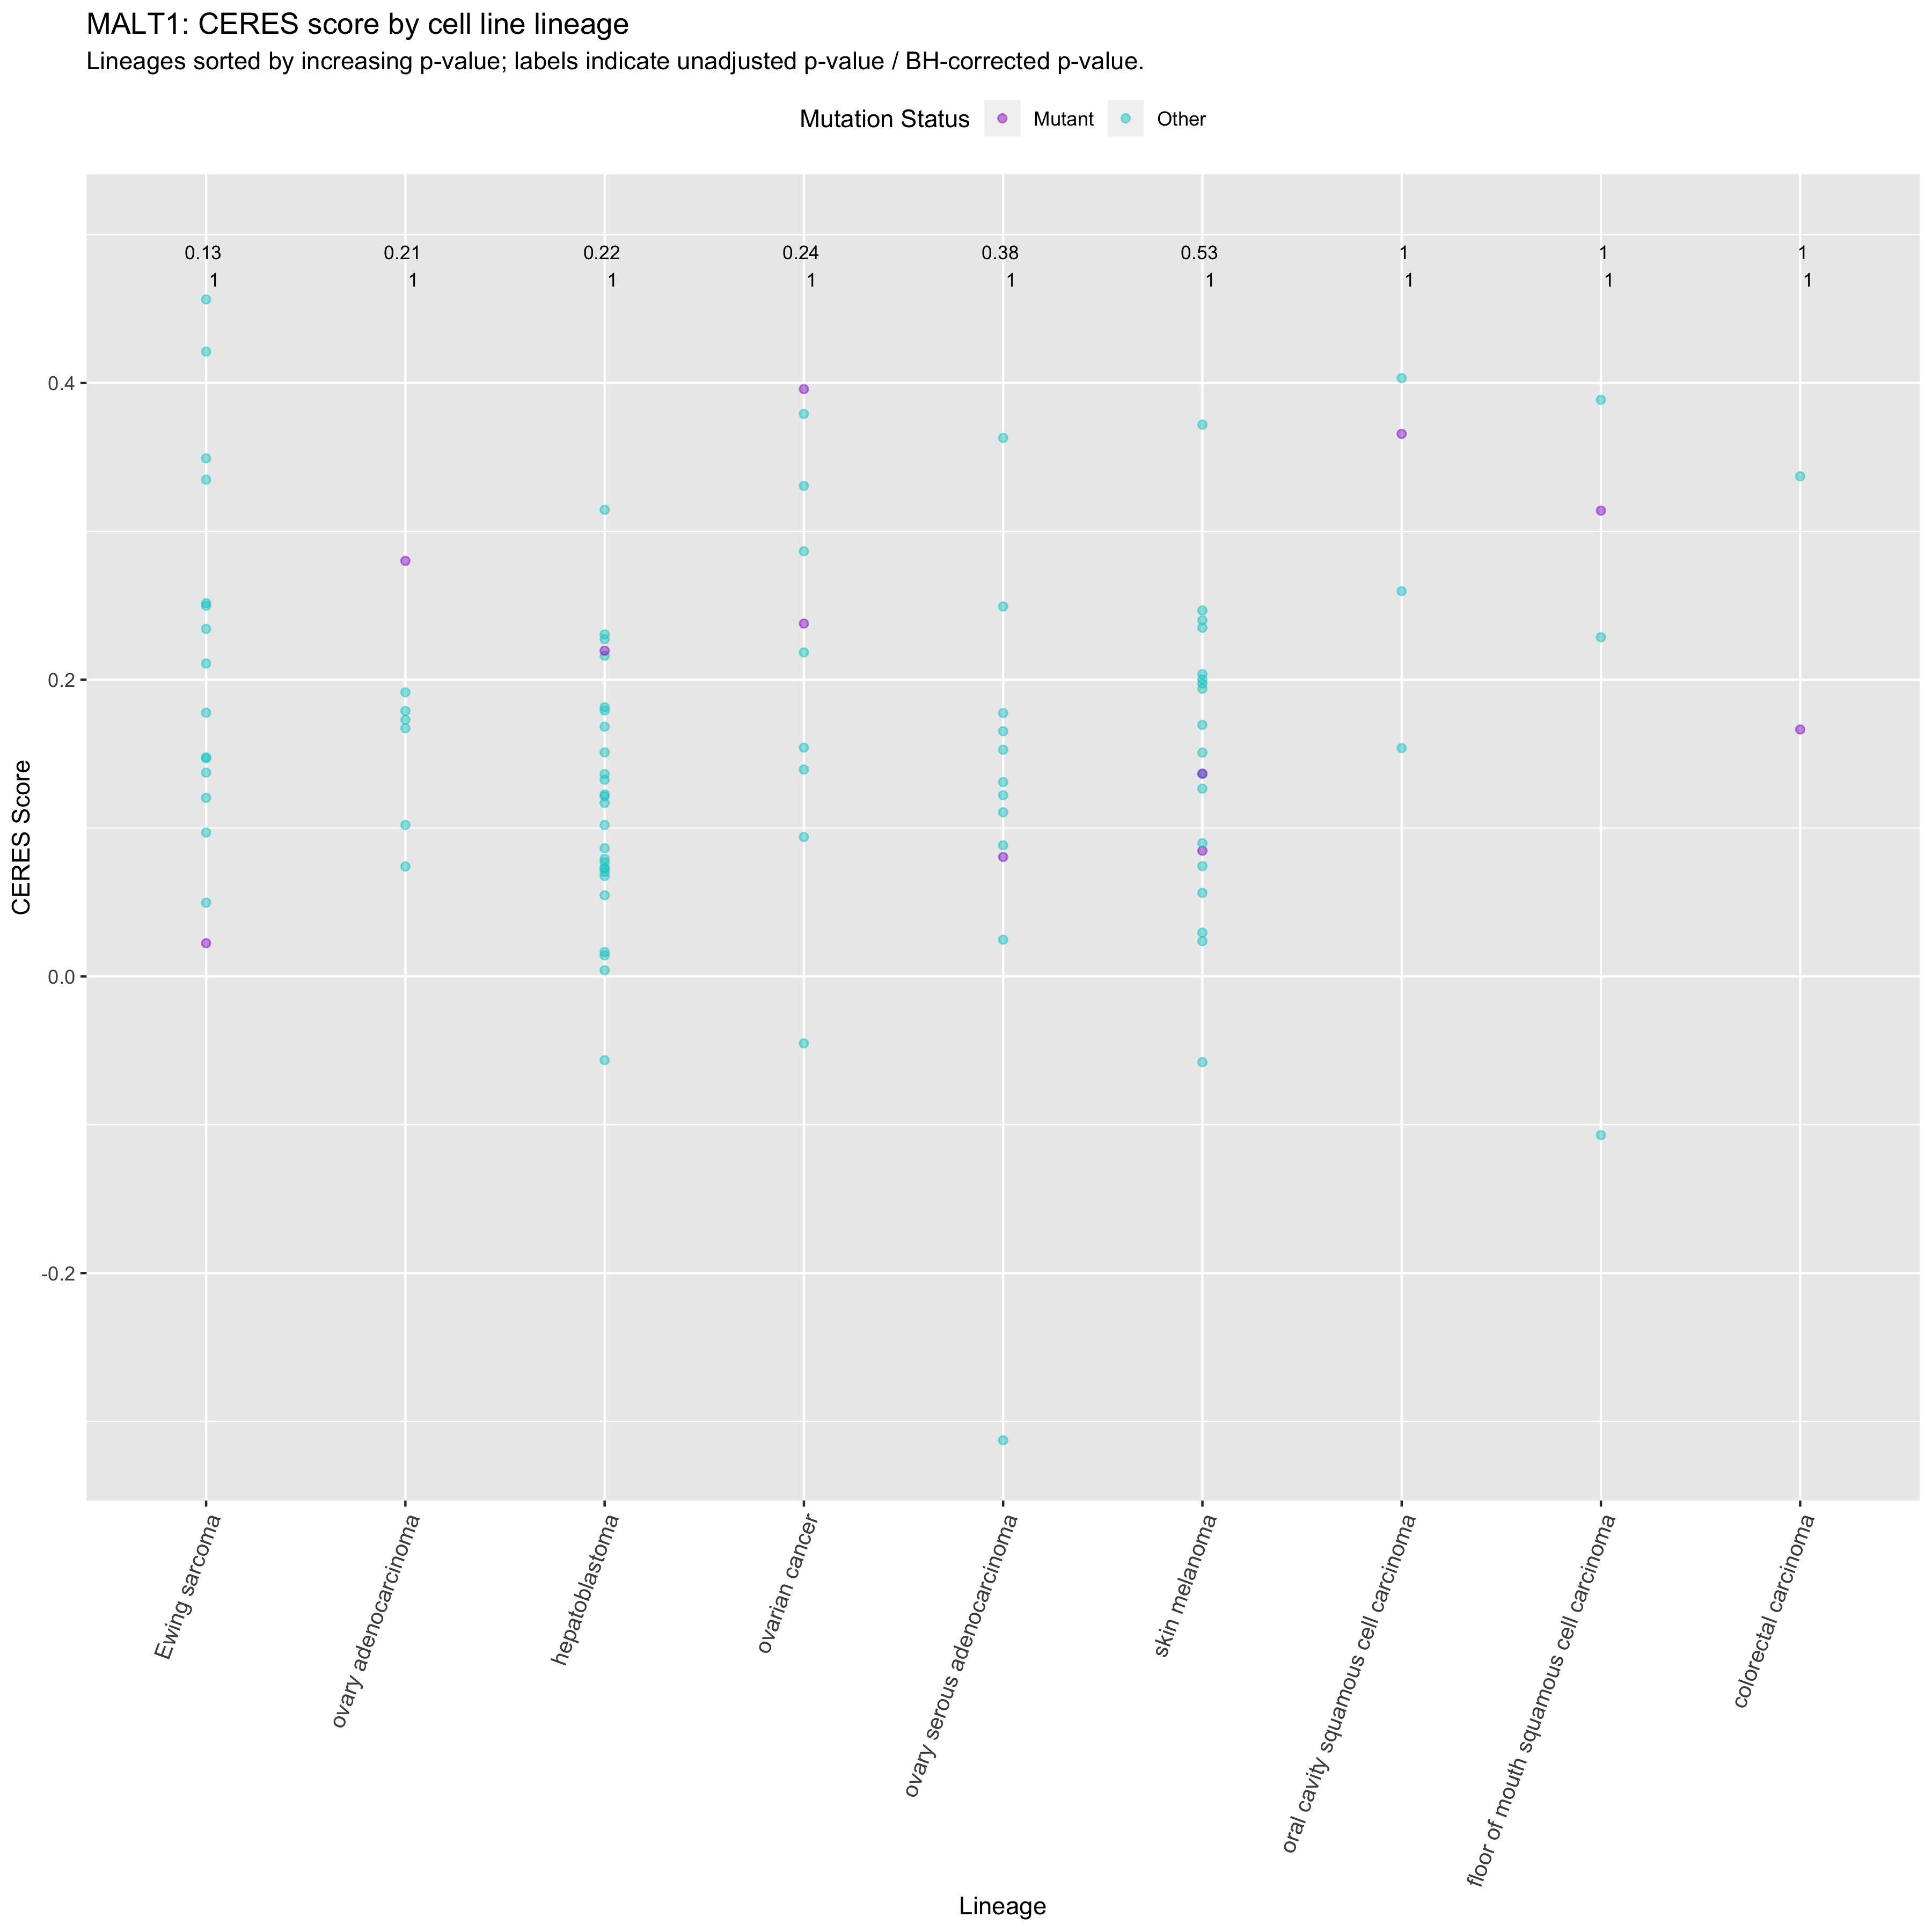 MALT1: CERES score by cell line lineage
Lineages sorted by increasing p-value; labels indicate unadjusted p-value / BH-corrected p-value.
Mutation Status Mutant Other
0.13 0.21 0.22 0.24 0.38 0.53 1 1 1
1 1 1 1 1 1 1 1 1
0.4
0.2
0.0
-0.2
CERES Score
Ewing sarcoma
ovary adenocarcinoma
hepatoblastoma
ovarian cancer
ovary serous adenocarcinoma
skin melanoma
oral cavity squamous cell carcinoma
floor of mouth squamous cell carcinoma
colorectal carcinoma
Lineage